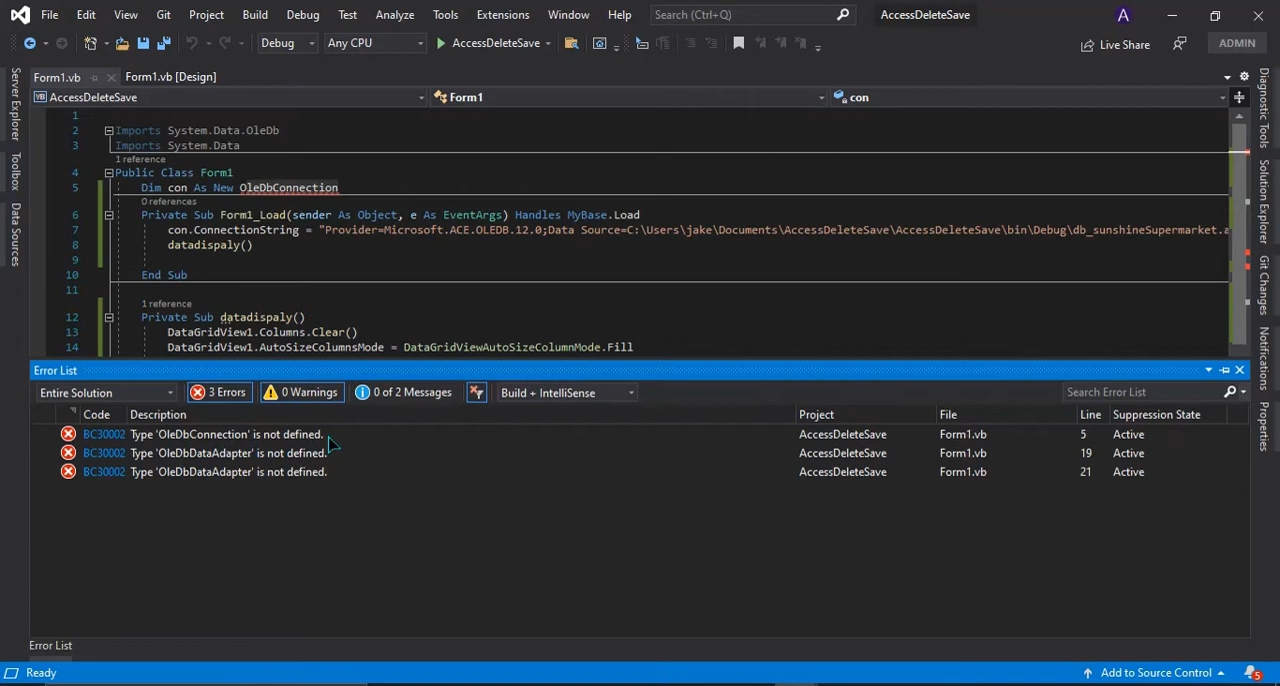 File Edit View Git Project Build Debug Test Analyze Tools Extensions Window Help Search (Ctrl+Q) AccessDeleteSave A
Debug Any CPU AccessDeleteSave Live Share ADMIN
Form1.vb Form1.vb [Design]
VB AccessDeleteSave Form1 con
Server Explorer
Toolbox
Data Sources
1
2 Imports System.Data.OleDb
3 Imports System.Data
1 reference
4 Public Class Form1
5 Dim con As New OleDbConnection
0 references
6 Private Sub Form1_Load(sender As Object, e As EventArgs) Handles MyBase.Load
7 con.ConnectionString = "Provider=Microsoft.ACE.OLEDB.12.0;Data Source=C:\Users\jake\Documents\AccessDeleteSave\AccessDeleteSave\bin\Debug\db_sunshineSupermarket.a
8 datadispaly()
9
10 End Sub
11
1 reference
12 Private Sub datadispaly()
13 DataGridView1.Columns.Clear()
14 DataGridView1.AutoSizeColumnsMode = DataGridViewAutoSizeColumnMode.Fill
Diagnostic Tools
Solution Explorer
Git Changes
Notifications
Properties
Error List
Entire Solution 3 Errors 0 Warnings 0 of 2 Messages Build + IntelliSense Search Error List
Code Description Project File Line Suppression State
BC30002 Type 'OleDbConnection' is not defined. AccessDeleteSave Form1.vb 5 Active
BC30002 Type 'OleDbDataAdapter' is not defined. AccessDeleteSave Form1.vb 19 Active
BC30002 Type 'OleDbDataAdapter' is not defined. AccessDeleteSave Form1.vb 21 Active
Error List
Ready Add to Source Control 5